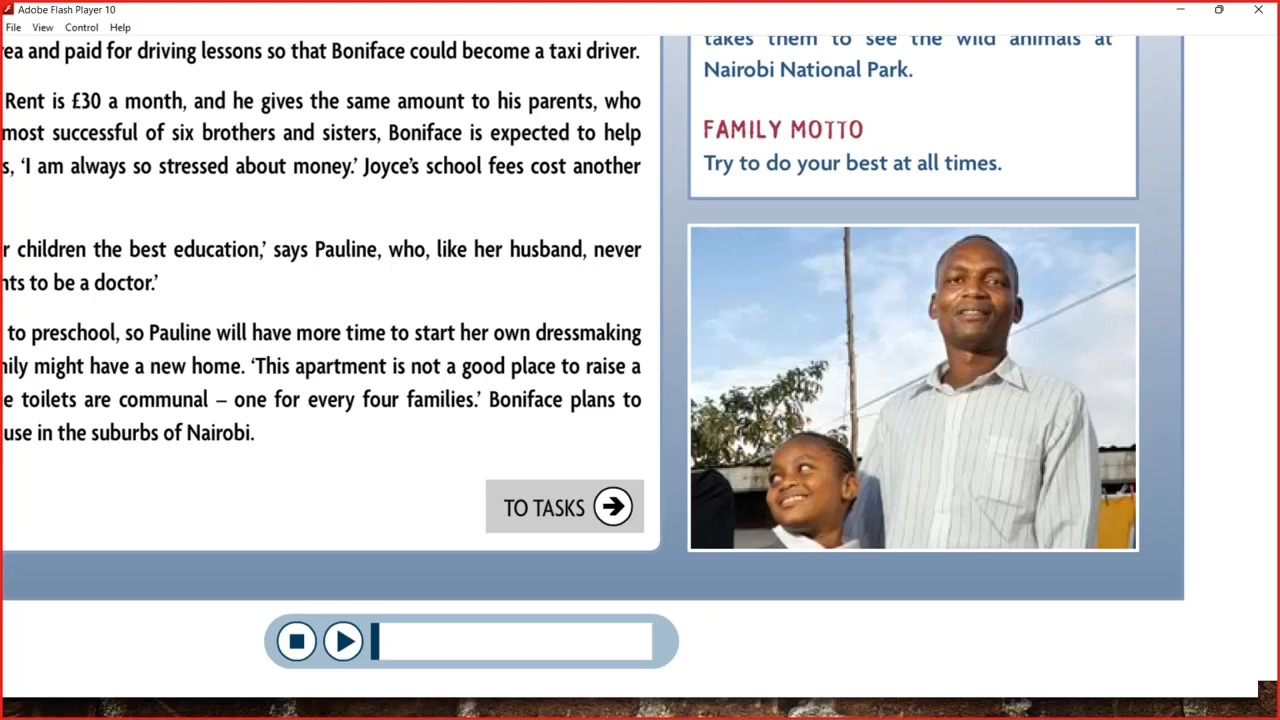 Adobe Flash Player 10
File View Control Help
rea and paid for driving lessons so that Boniface could become a taxi driver.
Rent is £30 a month, and he gives the same amount to his parents, who
most successful of six brothers and sisters, Boniface is expected to help
s, ‘I am always so stressed about money.’ Joyce’s school fees cost another
r children the best education,’ says Pauline, who, like her husband, never
nts to be a doctor.’
to preschool, so Pauline will have more time to start her own dressmaking
nily might have a new home. ‘This apartment is not a good place to raise a
e toilets are communal – one for every four families.’ Boniface plans to
use in the suburbs of Nairobi.
TO TASKS
takes them to see the wild animals at
Nairobi National Park.
FAMILY MOTTO
Try to do your best at all times.